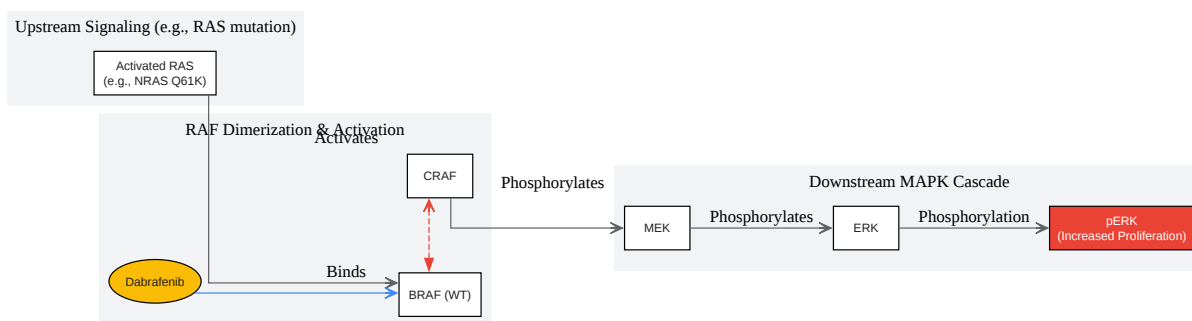 Upstream Signaling (e.g., RAS mutation)
Activated RAS
(e.g., NRAS Q61K)
RAF Dimerization & Activation
Activates
CRAF
Phosphorylates
Downstream MAPK Cascade
MEK
Phosphorylates
ERK
Phosphorylation
pERK
(Increased Proliferation)
Dabrafenib
Binds
BRAF (WT)